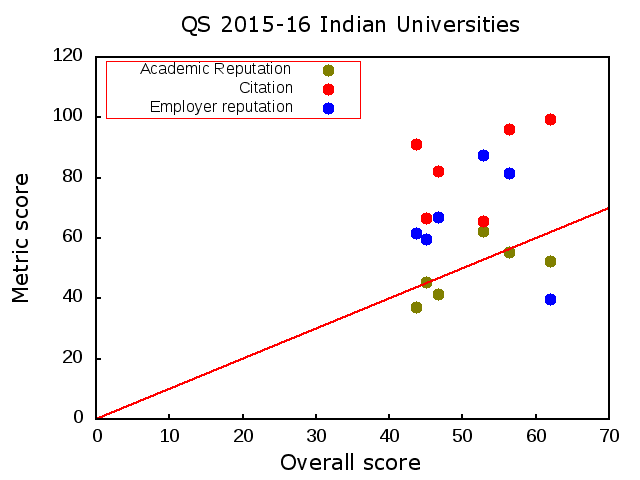 QS 2015-16 Indian Universities
120
Academic Reputation
Citation
Employer reputation
100
80
60
40
20
0
Metric score
0 10 20 30 40 50 60 70
Overall score